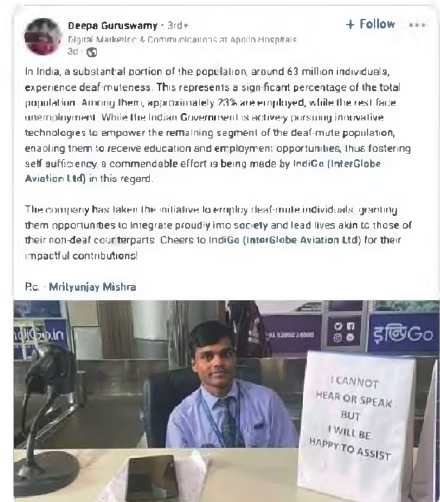 Deepa Guruswamy · 3rd+
+ Follow
Digital Marketing & Communications at Apollo Hospitals
3d ·
In India, a substantial portion of the population, around 63 million individuals,
experience deaf-muteness. This represents a significant percentage of the total
population. Among them, approximately 23% are employed, while the rest face
unemployment. While the Indian Government is actively pursuing innovative
technologies to empower the remaining segment of the deaf-mute population,
enabling them to receive education and employment opportunities, thus fostering
self sufficiency a commendable effort is being made by IndiGo (InterGlobe
Aviation Ltd) in this regard.
The company has taken the initiative to employ deaf-mute individuals, granting
them opportunities to integrate proudly into society and lead lives akin to those of
their non-deaf counterparts. Cheers to IndiGo (InterGlobe Aviation Ltd) for their
impactful contributions!
P.c. - Mrityunjay Mishra
इंडिGo
I CANNOT
HEAR OR SPEAK
BUT
I WILL BE
HAPPY TO ASSIST